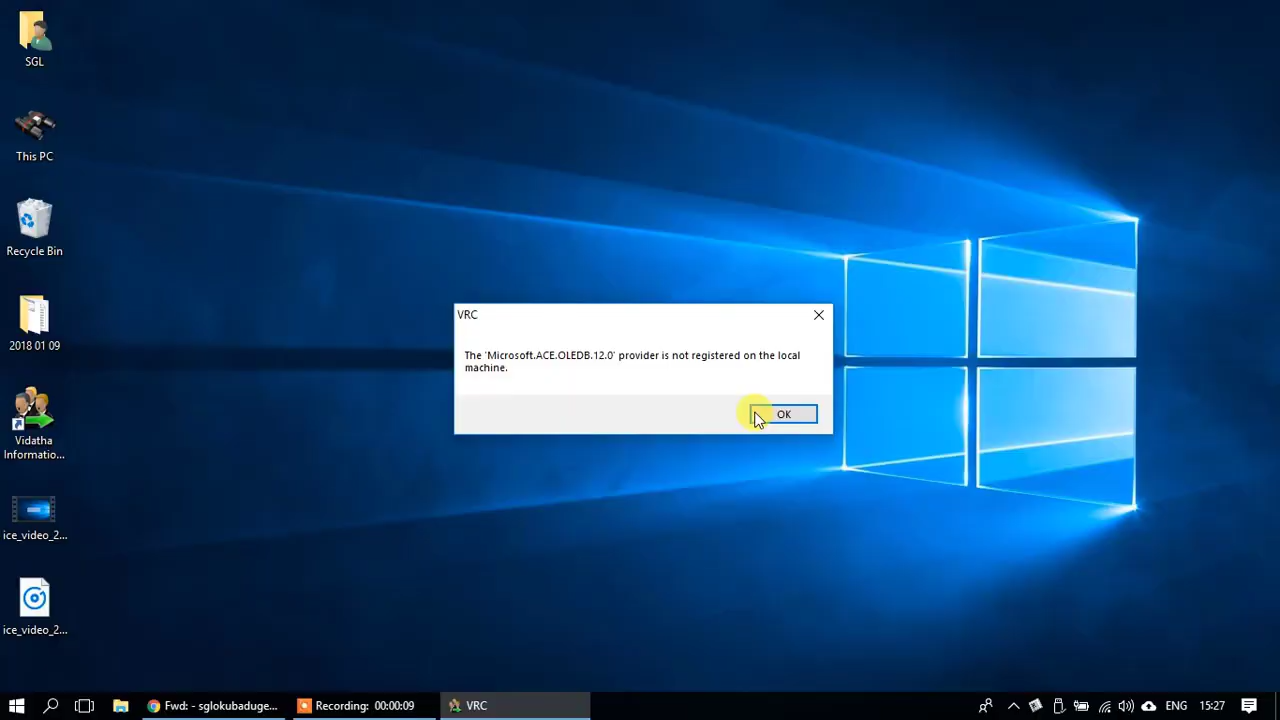 SGL
This PC
Recycle Bin
2018 01 09
Vidatha
Informatio...
ice_video_2...
ice_video_2...
VRC
The 'Microsoft.ACE.OLEDB.12.0' provider is not registered on the local
machine.
OK
Fwd: - sglokubaduge...
Recording: 00:00:09
VRC
ENG
15:27